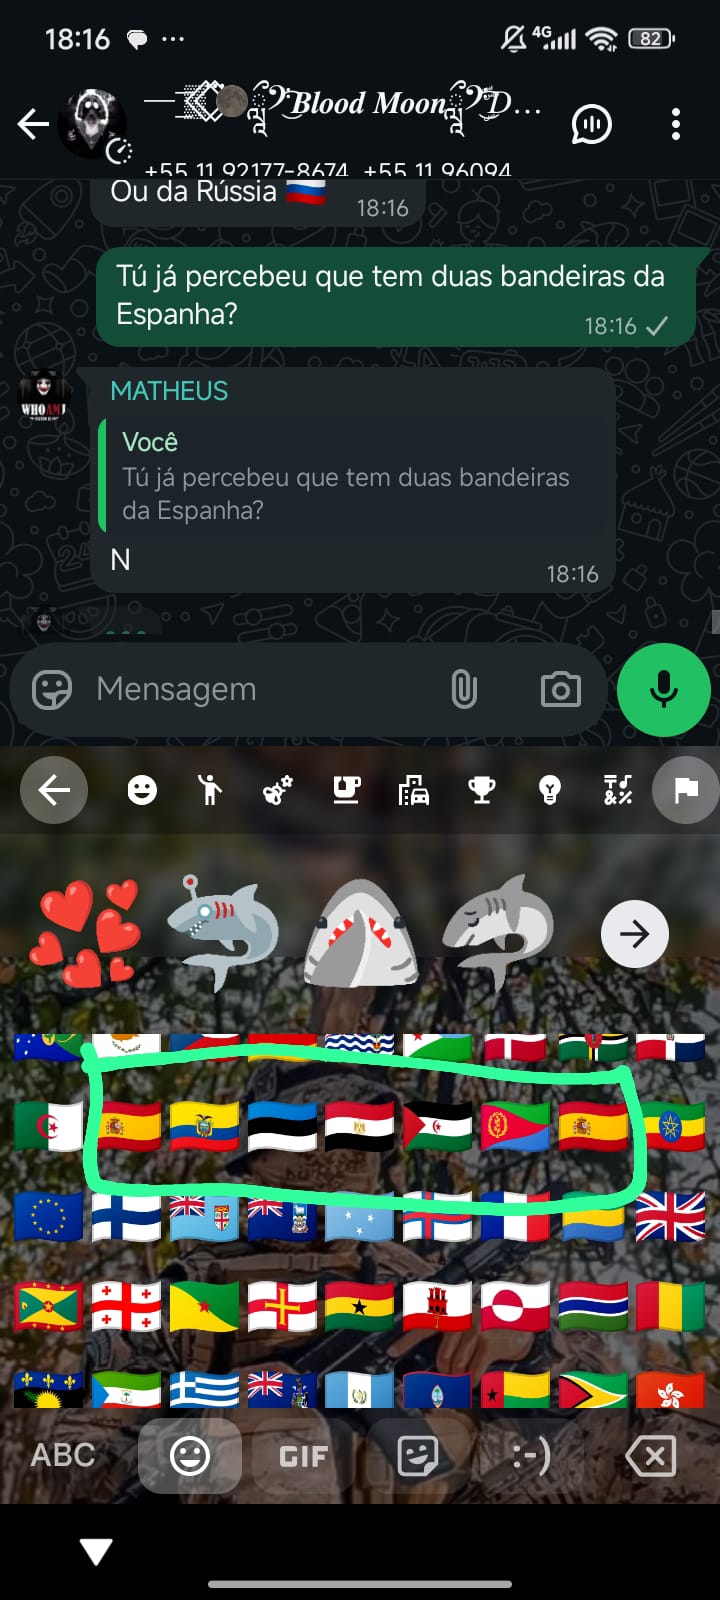 18:16
4G
82
Blood Moon
+55 11 92177-8674, +55 11 96094
Ou da Rússia 🇷🇺
18:16
Tú já percebeu que tem duas bandeiras da
Espanha?
18:16
MATHEUS
WHO AM I
Você
Tú já percebeu que tem duas bandeiras
da Espanha?
N
18:16
Mensagem
ABC
GIF
:-)